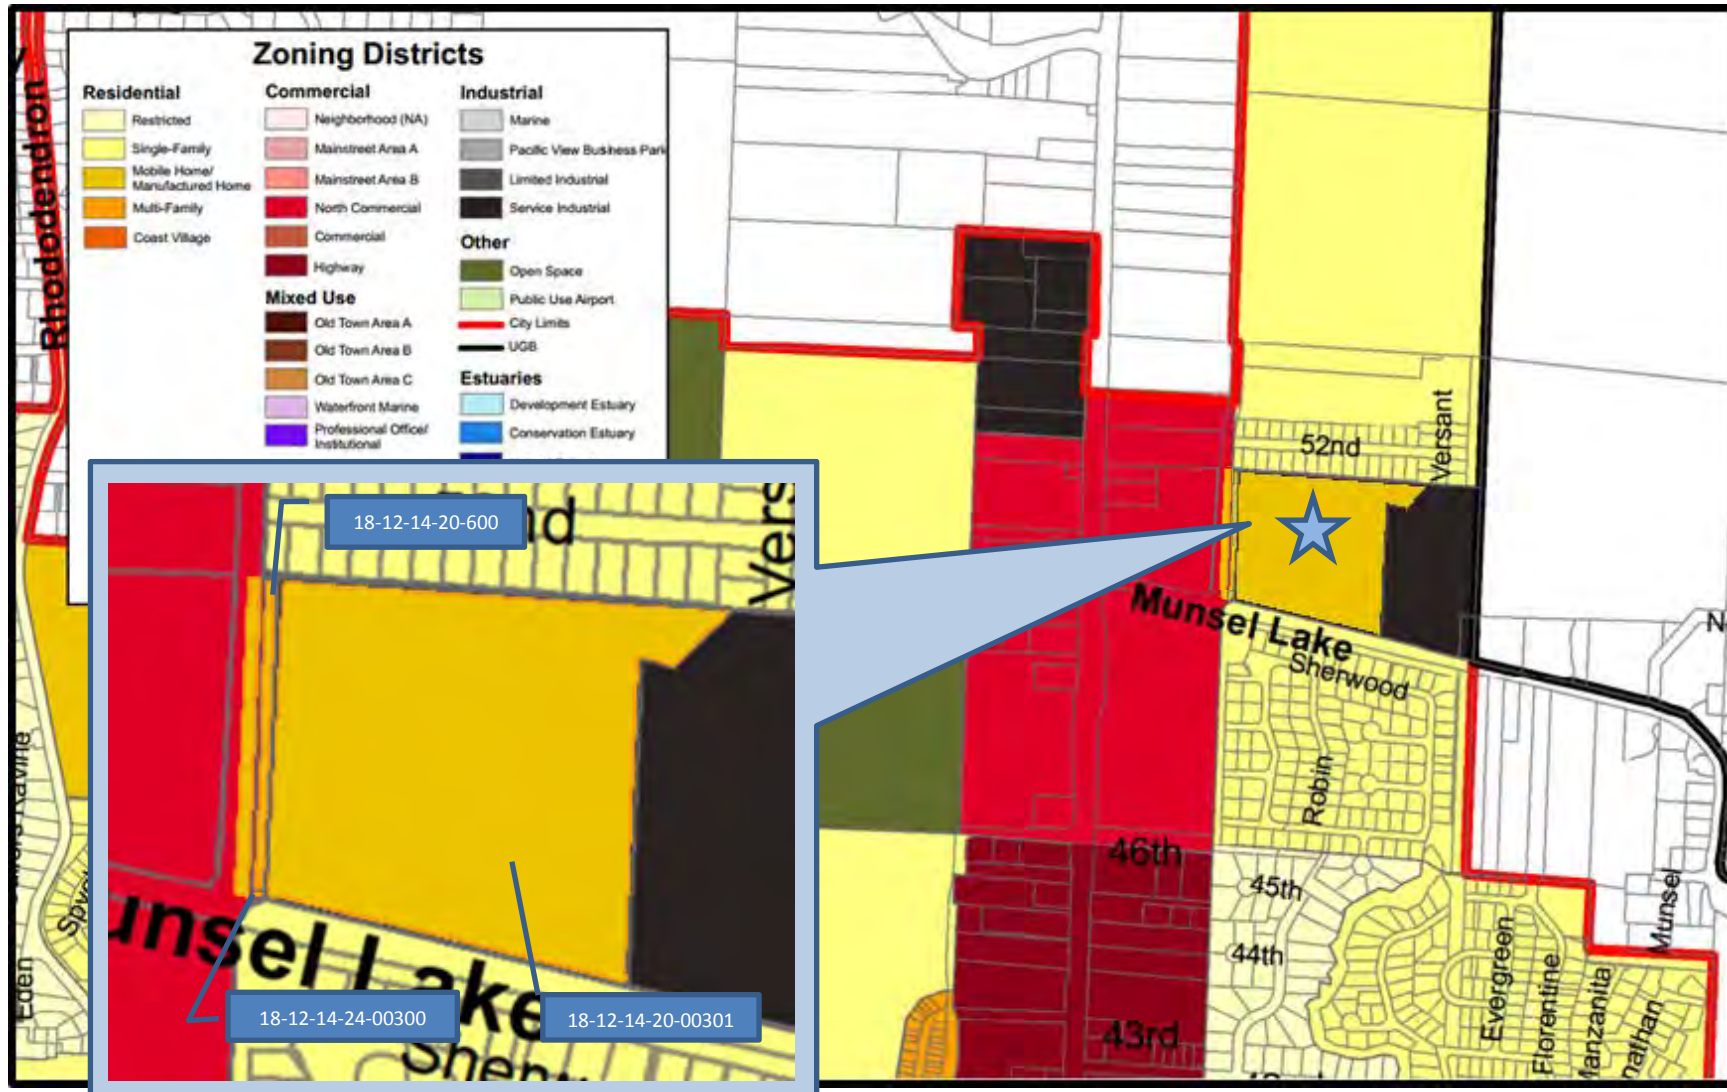 Zoning Districts
Residential
Restricted
Single-Family
Mobile Home/
Manufactured Home
Multi-Family
Coast Village
Commercial
Neighborhood (NA)
Mainstreet Area A
Mainstreet Area B
North Commercial
Commercial
Highway
Mixed Use
Old Town Area A
Old Town Area B
Old Town Area C
Waterfront Marine
Professional Office/
Institutional
Industrial
Marine
Pacific View Business Park
Limited Industrial
Service Industrial
Other
Open Space
Public Use Airport
City Limits
UGB
Estuaries
Development Estuary
Conservation Estuary
Rhododendron
52nd
Versant
Munsel Lake
Sherwood
Robin
46th
45th
44th
43rd
Evergreen
Florentine
Manzanita
Munsel
Eden
18-12-14-20-600
18-12-14-24-00300
18-12-14-20-00301
unsel Lake